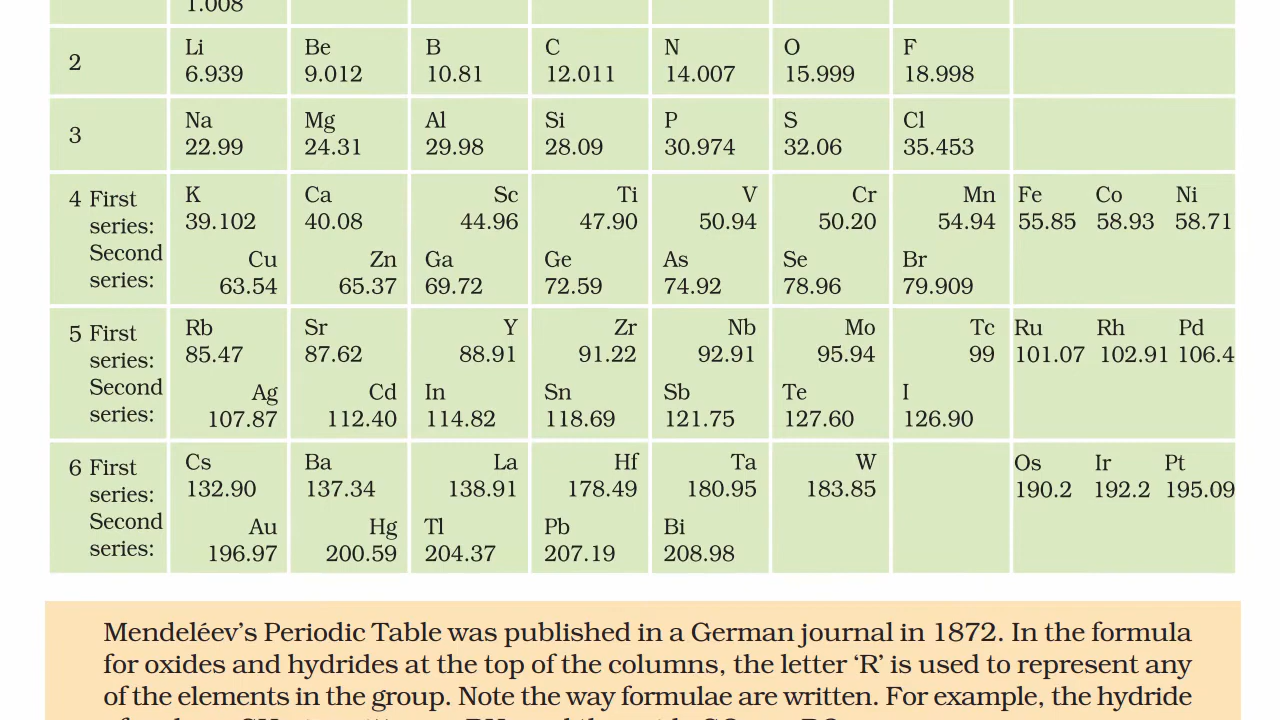 1.008
2 Li Be B C N O F
6.939 9.012 10.81 12.011 14.007 15.999 18.998
3 Na Mg Al Si P S Cl
22.99 24.31 29.98 28.09 30.974 32.06 35.453
4 First K Ca Sc Ti V Cr Mn Fe Co Ni
series: 39.102 40.08 44.96 47.90 50.94 50.20 54.94 55.85 58.93 58.71
Second Cu Zn Ga Ge As Se Br
series: 63.54 65.37 69.72 72.59 74.92 78.96 79.909
5 First Rb Sr Y Zr Nb Mo Tc Ru Rh Pd
series: 85.47 87.62 88.91 91.22 92.91 95.94 99 101.07 102.91 106.4
Second Ag Cd In Sn Sb Te I
series: 107.87 112.40 114.82 118.69 121.75 127.60 126.90
6 First Cs Ba La Hf Ta W Os Ir Pt
series: 132.90 137.34 138.91 178.49 180.95 183.85 190.2 192.2 195.09
Second Au Hg Tl Pb Bi
series: 196.97 200.59 204.37 207.19 208.98
Mendeléev's Periodic Table was published in a German journal in 1872. In the formula
for oxides and hydrides at the top of the columns, the letter 'R' is used to represent any
of the elements in the group. Note the way formulae are written. For example, the hydride